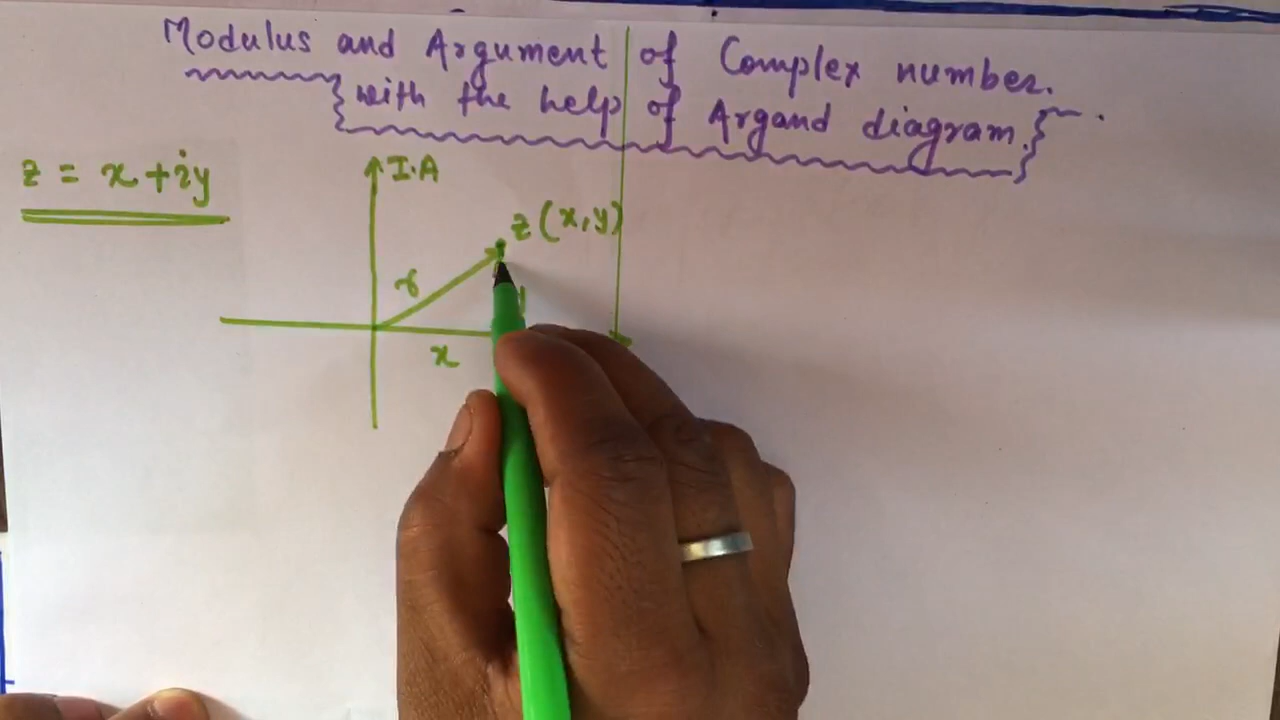 Modulus and Argument of Complex number.
{with the help of Argand diagram.}
z = x+iy
I.A
z(x,y)
r
x